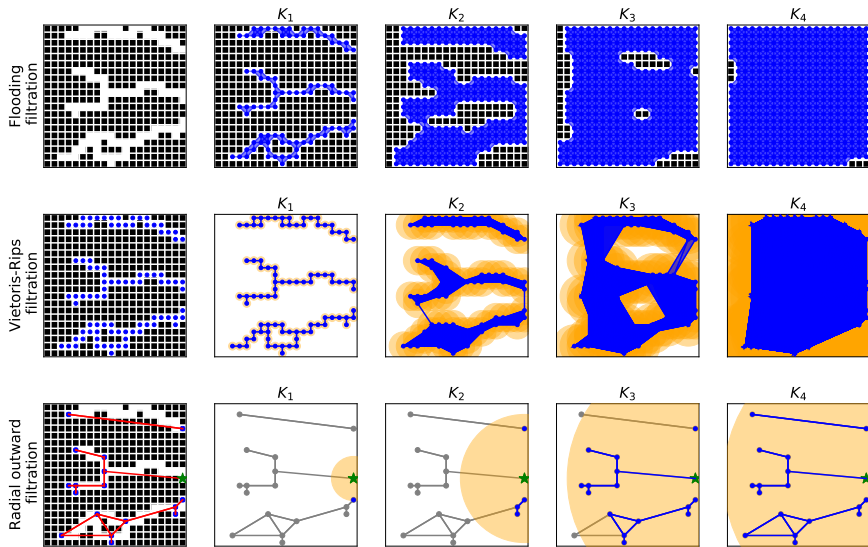 K1 K2 K3 K4
Flooding
filtration
K1 K2 K3 K4
Vietoris-Rips
filtration
K1 K2 K3 K4
Radial outward
filtration